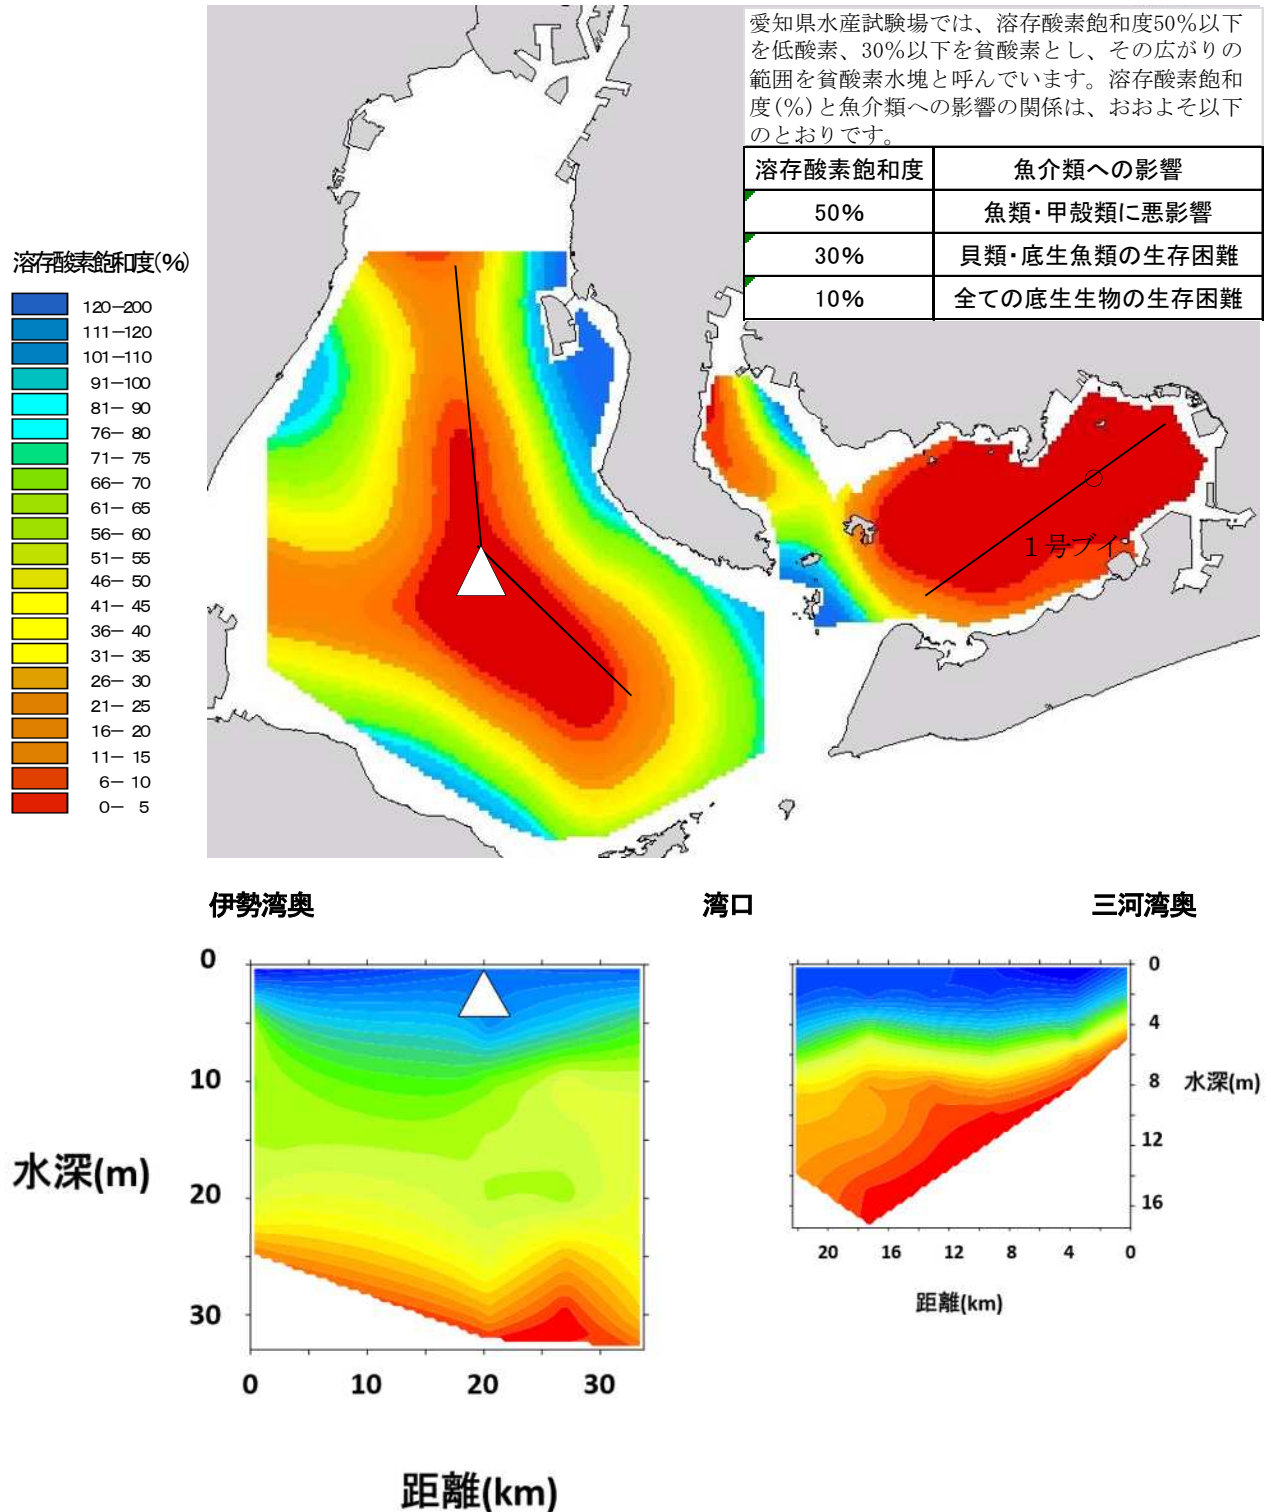 愛知県水産試験場では、溶存酸素飽和度50%以下
を低酸素、30%以下を貧酸素とし、その広がりの
範囲を貧酸素水塊と呼んでいます。溶存酸素飽和
度(%)と魚介類への影響の関係は、おおよそ以下
のとおりです。
溶存酸素飽和度 魚介類への影響
50% 魚類・甲殻類に悪影響
30% 貝類・底生魚類の生存困難
10% 全ての底生生物の生存困難
溶存酸素飽和度(%)
120-200
111-120
101-110
91-100
81- 90
76- 80
71- 75
66- 70
61- 65
56- 60
51- 55
46- 50
41- 45
36- 40
31- 35
26- 30
21- 25
16- 20
11- 15
6- 10
0- 5
1号ブイ
伊勢湾奥 湾口 三河湾奥
0
10
20
30
水深(m)
0 10 20 30
距離(km)
0
4
8
12
16
水深(m)
20 16 12 8 4 0
距離(km)